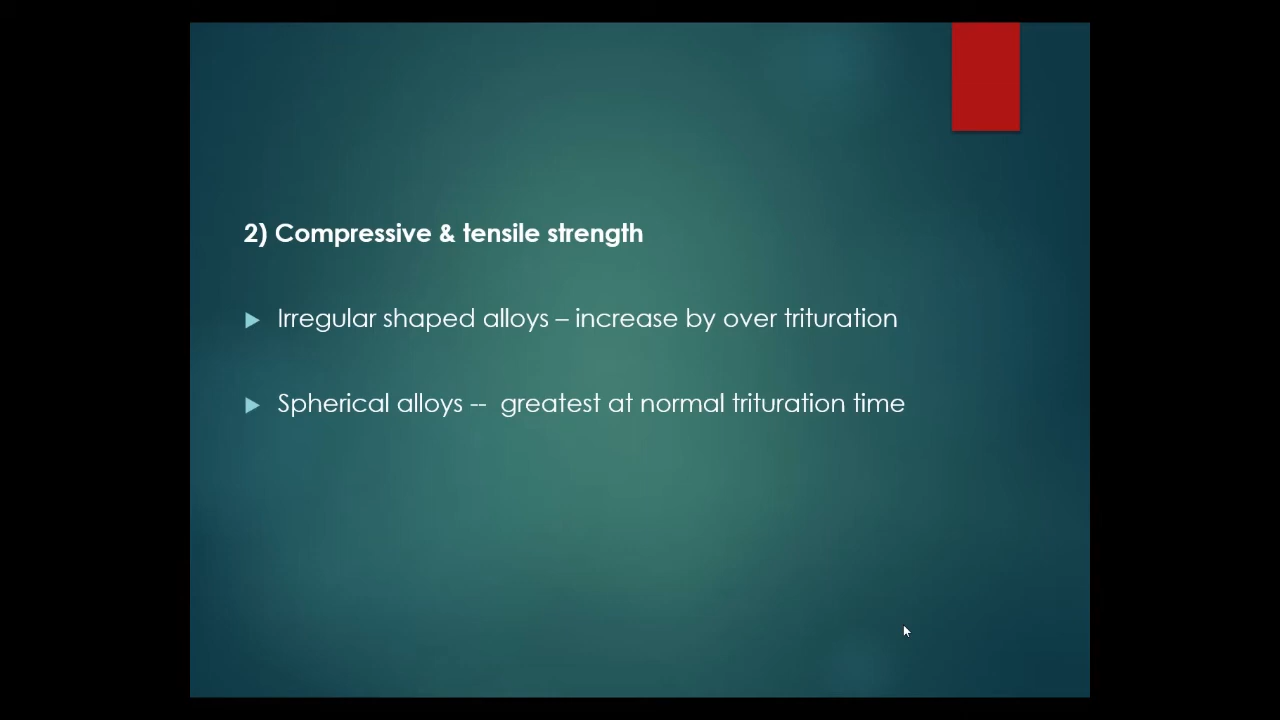 2) Compressive & tensile strength
Irregular shaped alloys – increase by over trituration
Spherical alloys -- greatest at normal trituration time